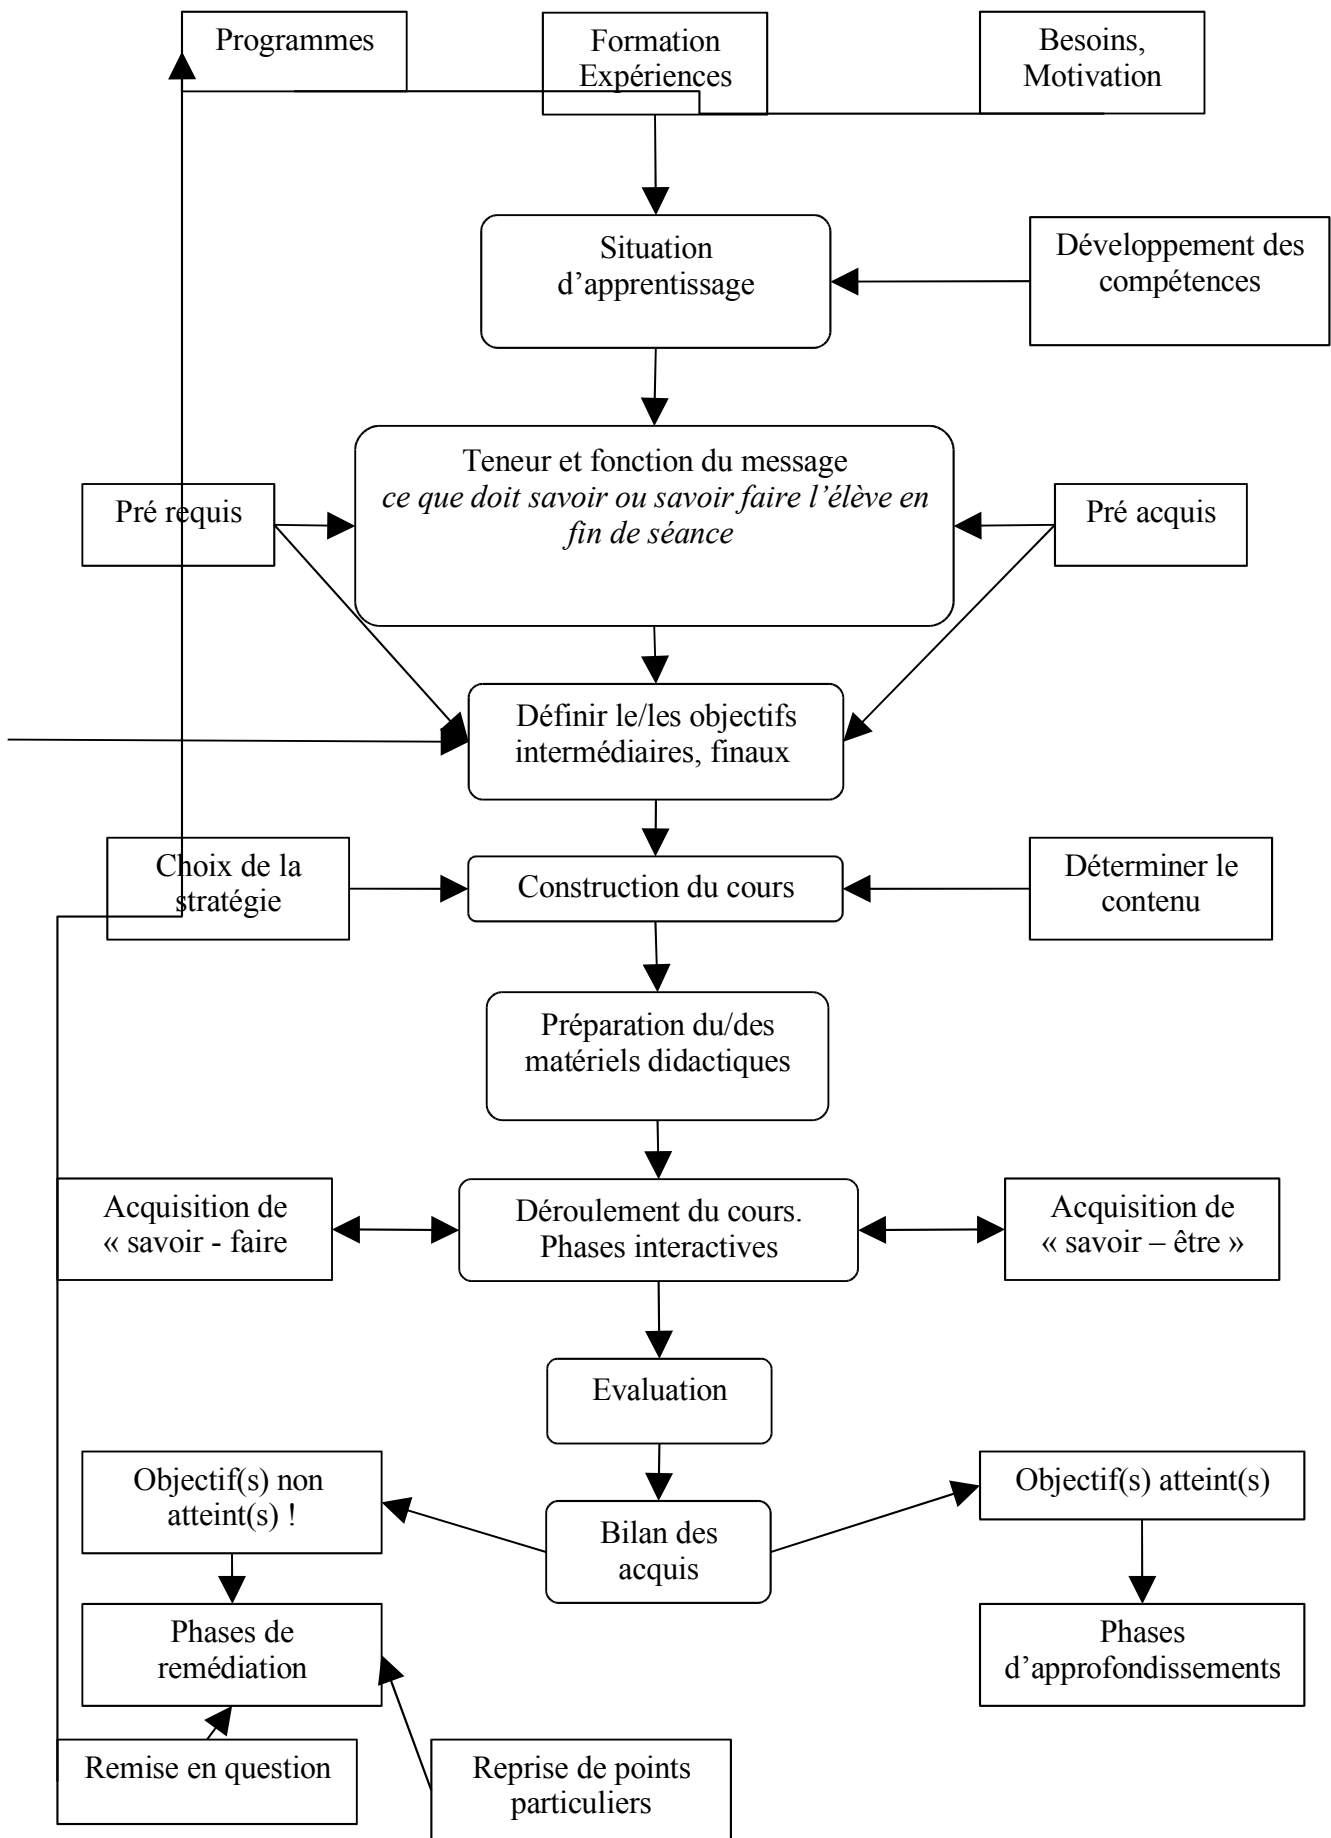 Programmes
Formation
Expériences
Besoins,
Motivation
Situation
d’apprentissage
Développement des
compétences
Teneur et fonction du message
ce que doit savoir ou savoir faire l’élève en
fin de séance
Pré requis
Pré acquis
Définir le/les objectifs
intermédiaires, finaux
Choix de la
stratégie
Construction du cours
Déterminer le
contenu
Préparation du/des
matériels didactiques
Acquisition de
« savoir - faire
Déroulement du cours.
Phases interactives
Acquisition de
« savoir – être »
Evaluation
Objectif(s) non
atteint(s) !
Bilan des
acquis
Objectif(s) atteint(s)
Phases de
remédiation
Phases
d’approfondissements
Remise en question
Reprise de points
particuliers